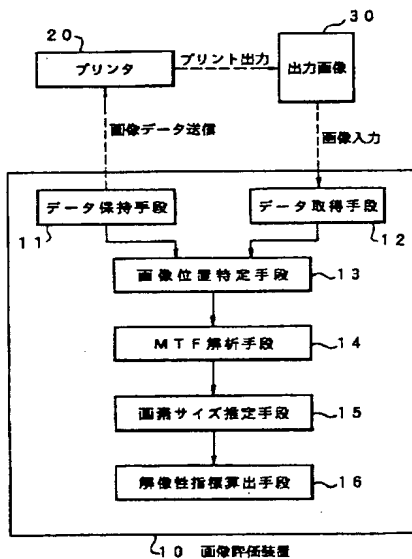 20
プリンタ
プリント出力
30
出力画像
画像データ送信
画像入力
データ保持手段
11
データ取得手段
12
画像位置特定手段
13
MTF解析手段
14
画素サイズ推定手段
15
解像性指標算出手段
16
10 画像評価装置